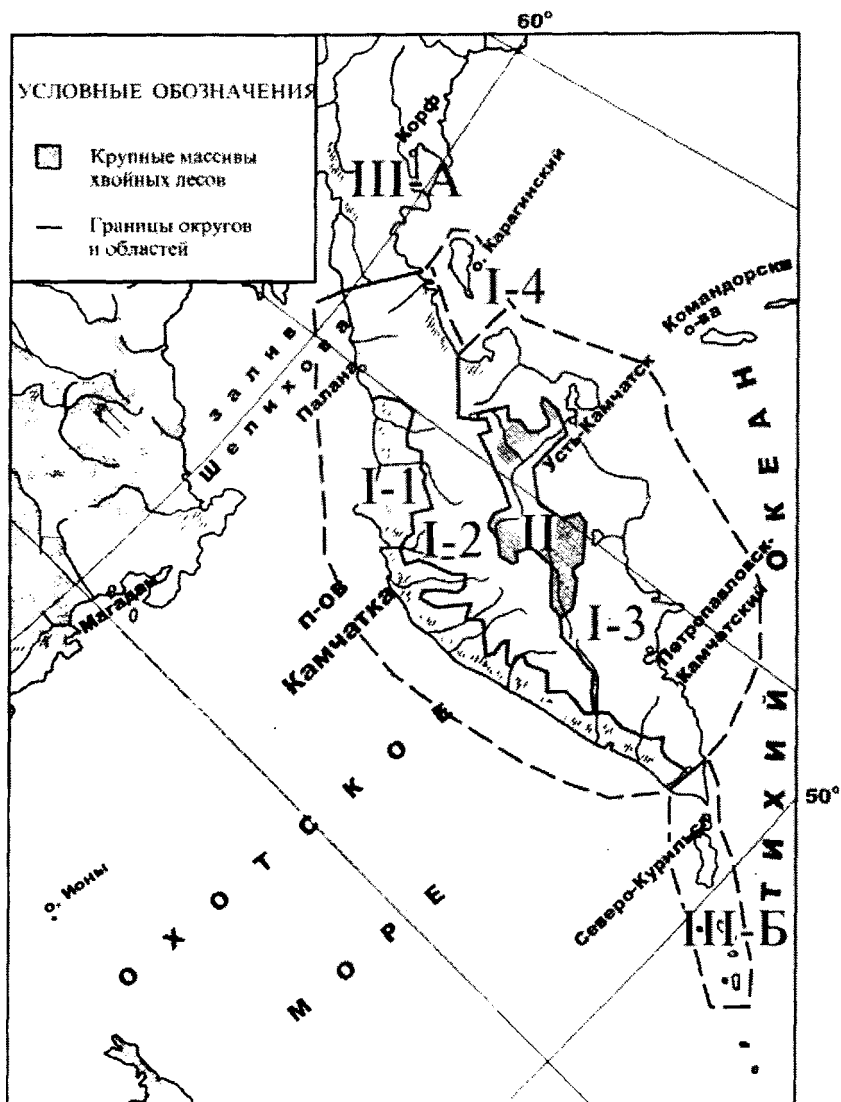 60°
УСЛОВНЫЕ ОБОЗНАЧЕНИЯ
Крупные массивы
хвойных лесов
Границы округов
и областей
Корф
III-А
о. Карагинский
I-4
Командорские
о-ва
залив
Шелихова
Палана
Усть-Камчатск
I-1
I-2
II
I-3
Магадан
п-ов
Камчатка
Петропавловск-
Камчатский
ОХОТСКОЕ
МОРЕ
ТИХИЙ ОКЕАН
50°
о. Ионы
Северо-Курильск
III-Б